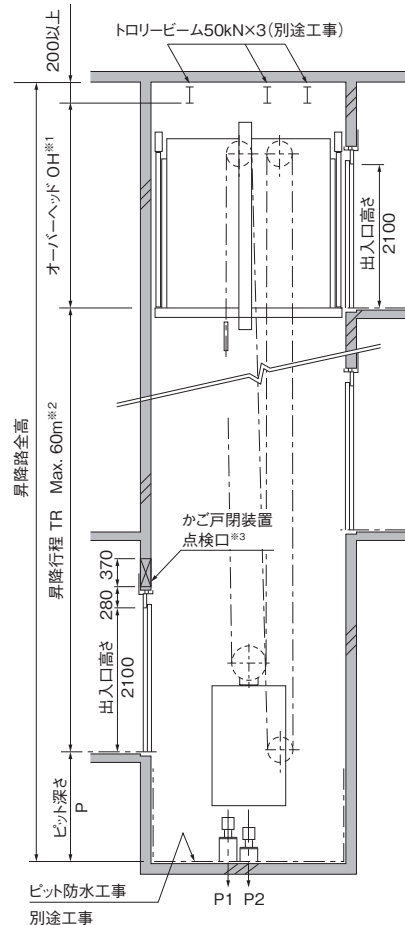 トロリービーム50kN×3(別途工事)
200以上
オーバーヘッド OH※1
出入口高さ
2100
昇降路全高
昇降行程 TR Max. 60m※2
かご戸閉装置
点検口※3
370
280
出入口高さ
2100
ピット深さ
P
ピット防水工事
別途工事
P1 P2